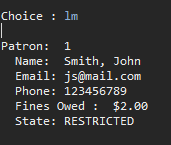 Choice : lm
Patron:  1
  Name:  Smith, John
  Email: js@mail.com
  Phone: 123456789
  Fines Owed :  $2.00
  State: RESTRICTED